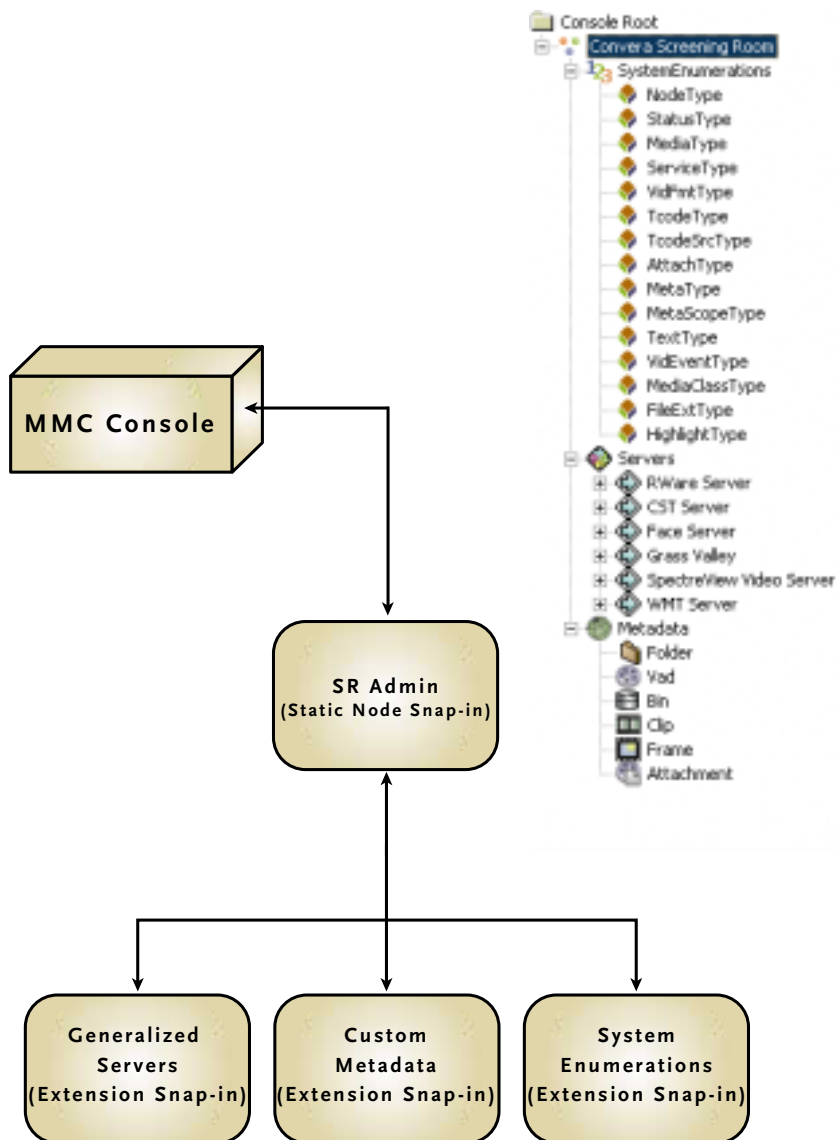 Console Root
Convera Screening Room
SystemEnumerations
NodeType
StatusType
MediaType
ServiceType
VidFmtType
TcodeType
TcodeSrcType
AttachType
MetaType
MetaScopeType
TextType
VidEventType
MediaClassType
FileExtType
HighlightType
Servers
RWare Server
CST Server
Face Server
Grass Valley
SpectreView Video Server
WMT Server
Metadata
Folder
Vad
Bin
Clip
Frame
Attachment
MMC Console
SR Admin
(Static Node Snap-in)
Generalized
Servers
(Extension Snap-in)
Custom
Metadata
(Extension Snap-in)
System
Enumerations
(Extension Snap-in)